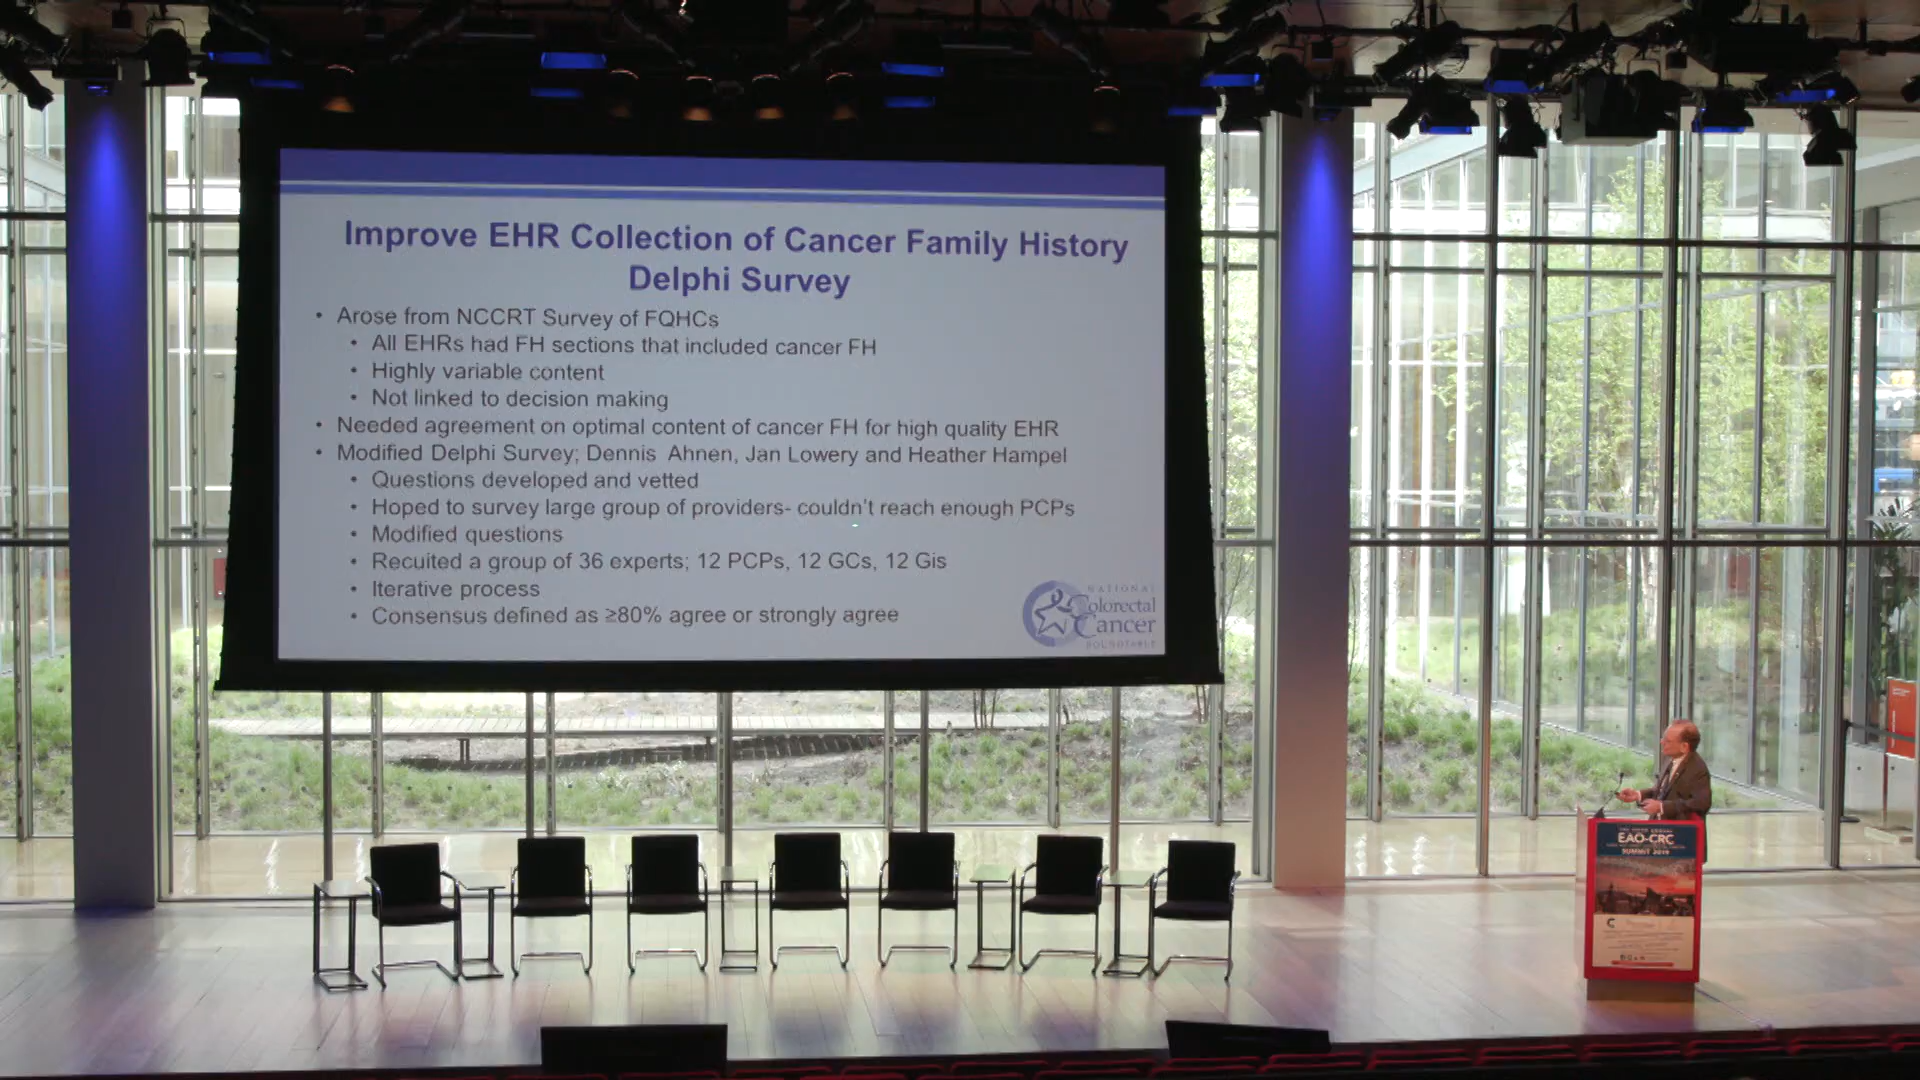 Improve EHR Collection of Cancer Family History
Delphi Survey
• Arose from NCCRT Survey of FQHCs
• All EHRs had FH sections that included cancer FH
• Highly variable content
• Not linked to decision making
• Needed agreement on optimal content of cancer FH for high quality EHR
• Modified Delphi Survey; Dennis Ahnen, Jan Lowery and Heather Hampel
• Questions developed and vetted
• Hoped to survey large group of providers- couldn't reach enough PCPs
• Modified questions
• Recuited a group of 36 experts; 12 PCPs, 12 GCs, 12 Gis
• Iterative process
• Consensus defined as ≥80% agree or strongly agree
NATIONAL
Colorectal
Cancer
ROUNDTABLE
EAO-CRC
SUMMIT 2019